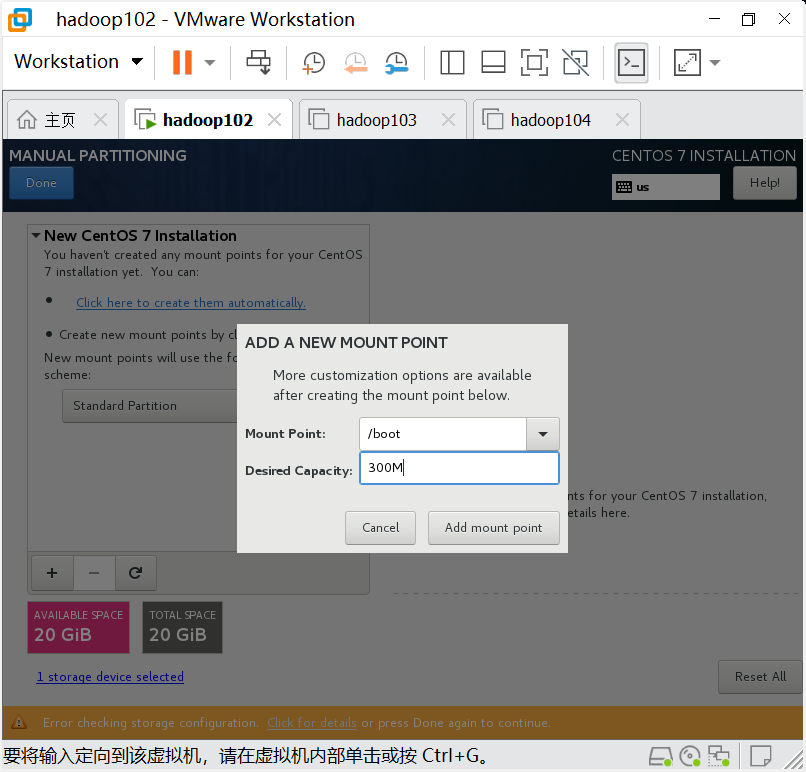 hadoop102 - VMware Workstation
Workstation
主页
hadoop102
hadoop103
hadoop104
MANUAL PARTITIONING
CENTOS 7 INSTALLATION
Done
us
Help!
New CentOS 7 Installation
You haven't created any mount points for your CentOS
7 installation yet. You can:
Click here to create them automatically.
Create new mount points by cl
New mount points will use the fo
scheme:
Standard Partition
ADD A NEW MOUNT POINT
More customization options are available
after creating the mount point below.
Mount Point:
/boot
Desired Capacity:
300M
Cancel
Add mount point
nts for your CentOS 7 installation,
etails here.
AVAILABLE SPACE
20 GiB
TOTAL SPACE
20 GiB
1 storage device selected
Reset All
Error checking storage configuration. Click for details or press Done again to continue.
要将输入定向到该虚拟机，请在虚拟机内部单击或按 Ctrl+G。